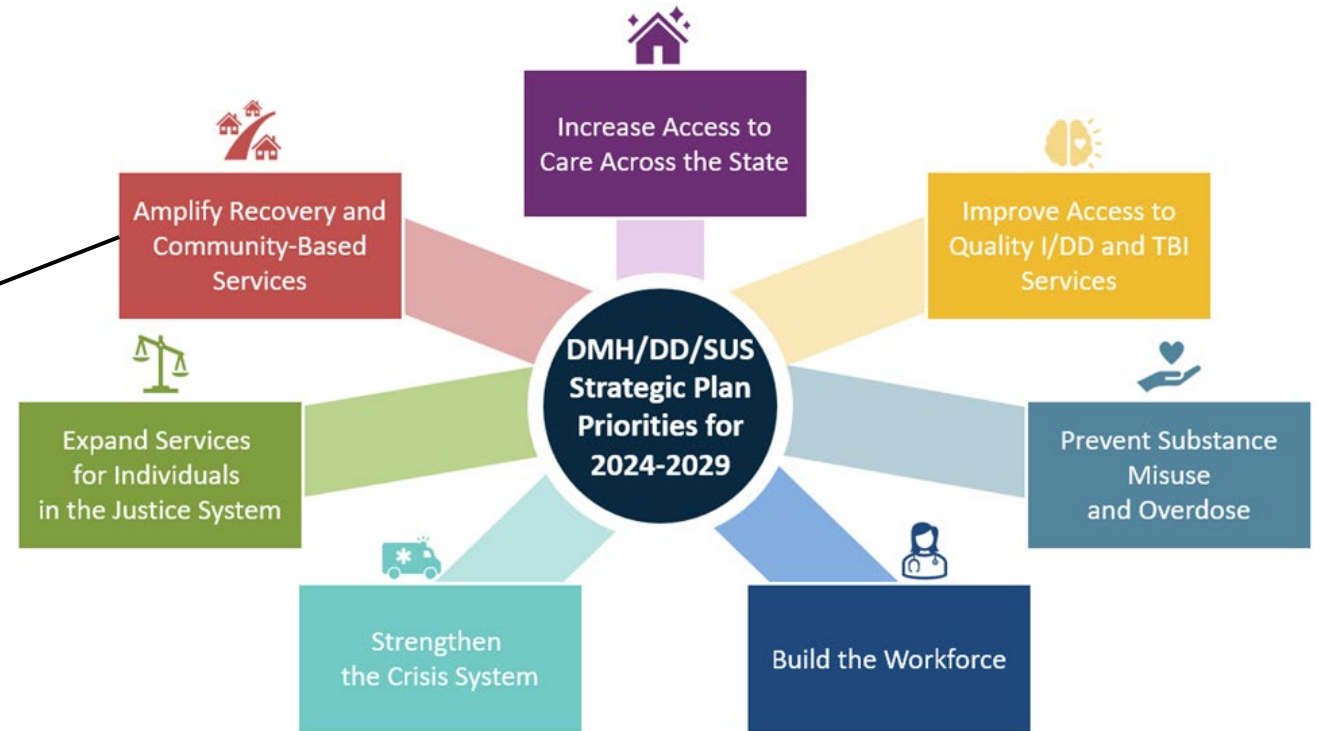 Increase Access to
Care Across the State
Amplify Recovery and
Community-Based
Services
Improve Access to
Quality I/DD and TBI
Services
DMH/DD/SUS
Strategic Plan
Priorities for
2024-2029
Expand Services
for Individuals
in the Justice System
Prevent Substance
Misuse
and Overdose
Strengthen
the Crisis System
Build the Workforce